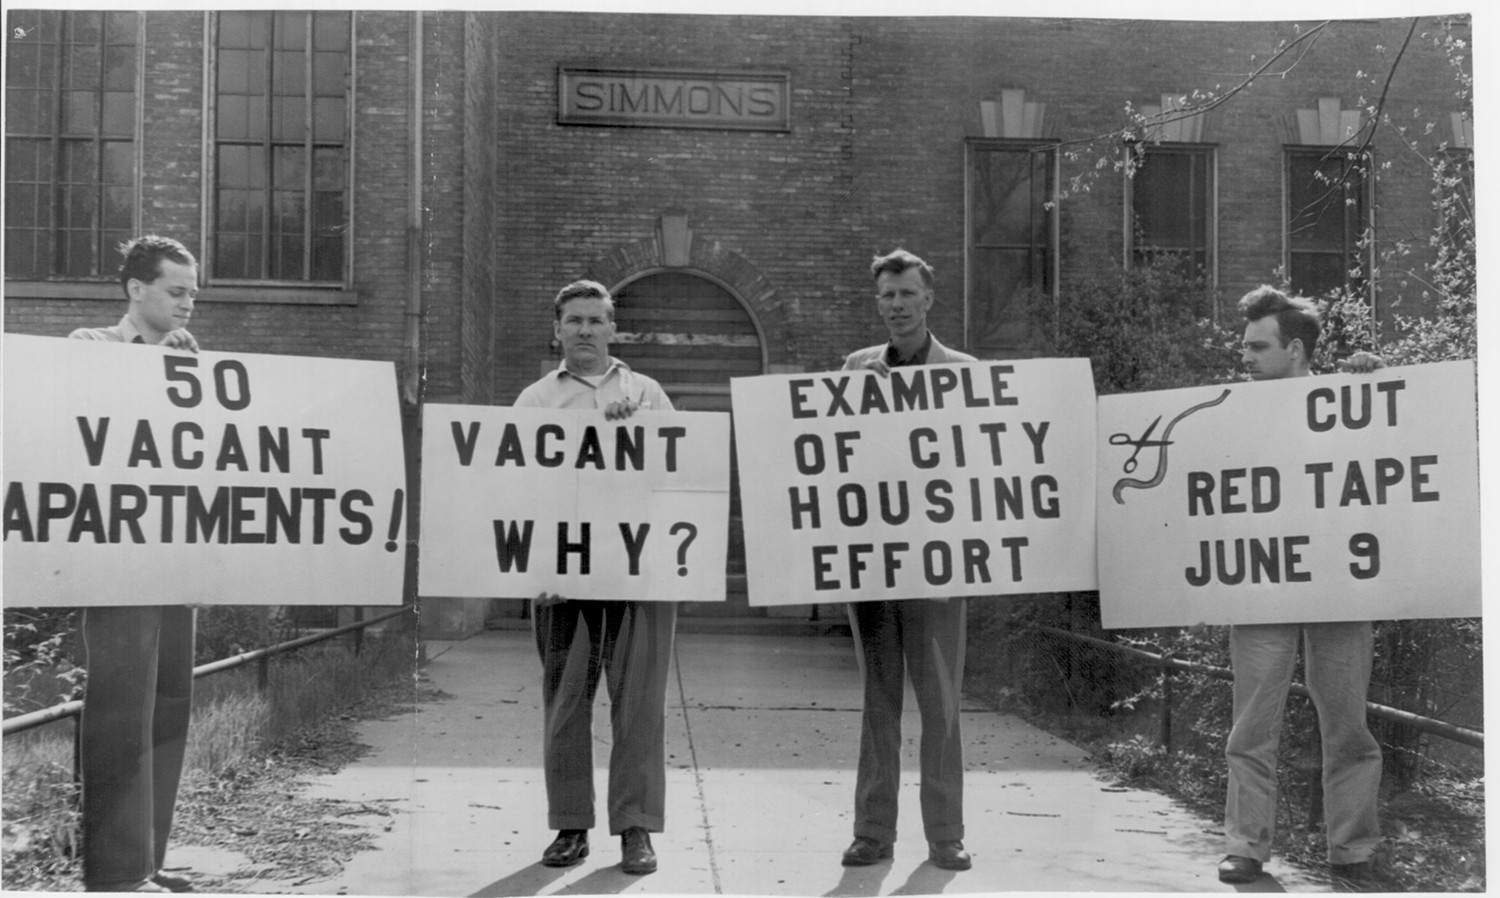 SIMMONS
50
VACANT
APARTMENTS!
VACANT
WHY?
EXAMPLE
OF CITY
HOUSING
EFFORT
CUT
RED TAPE
JUNE 9